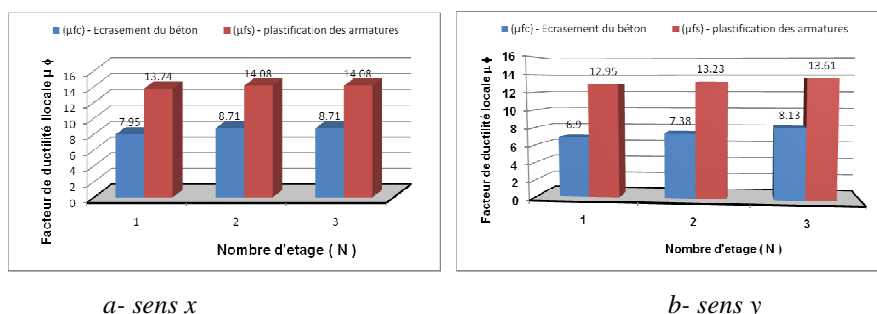 (µfc) - Ecrasement du béton (µfs) - plastification des armatures
16
14
12
10
8
6
4
2
0
13.74 14.08 14.08
7.95 8.71 8.71
1 2 3
Facteur de ductilité llocale µ ϕ
Nombre d'etage ( N )
a- sens x
(µfc) - Ecrasement du béton (µfs) - plastification des armatures
16
14
12
10
8
6
4
2
0
12.95 13.23 13.61
6.9 7.38 8.13
1 2 3
Facteur de ductilité locale µ ϕ
Nombre d'etage ( N )
b- sens y